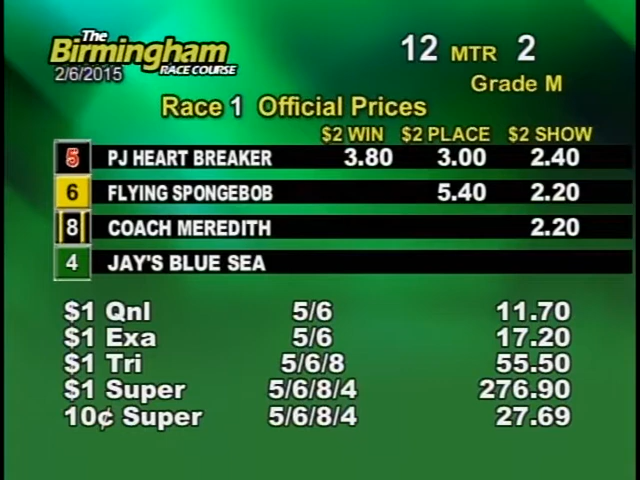 The
Birmingham
RACE COURSE
2/6/2015
12 MTR 2
Grade M
Race 1 Official Prices
$2 WIN $2 PLACE $2 SHOW
5 PJ HEART BREAKER 3.80 3.00 2.40
6 FLYING SPONGEBOB 5.40 2.20
8 COACH MEREDITH 2.20
4 JAY'S BLUE SEA
$1 Qnl 5/6 11.70
$1 Exa 5/6 17.20
$1 Tri 5/6/8 55.50
$1 Super 5/6/8/4 276.90
10¢ Super 5/6/8/4 27.69